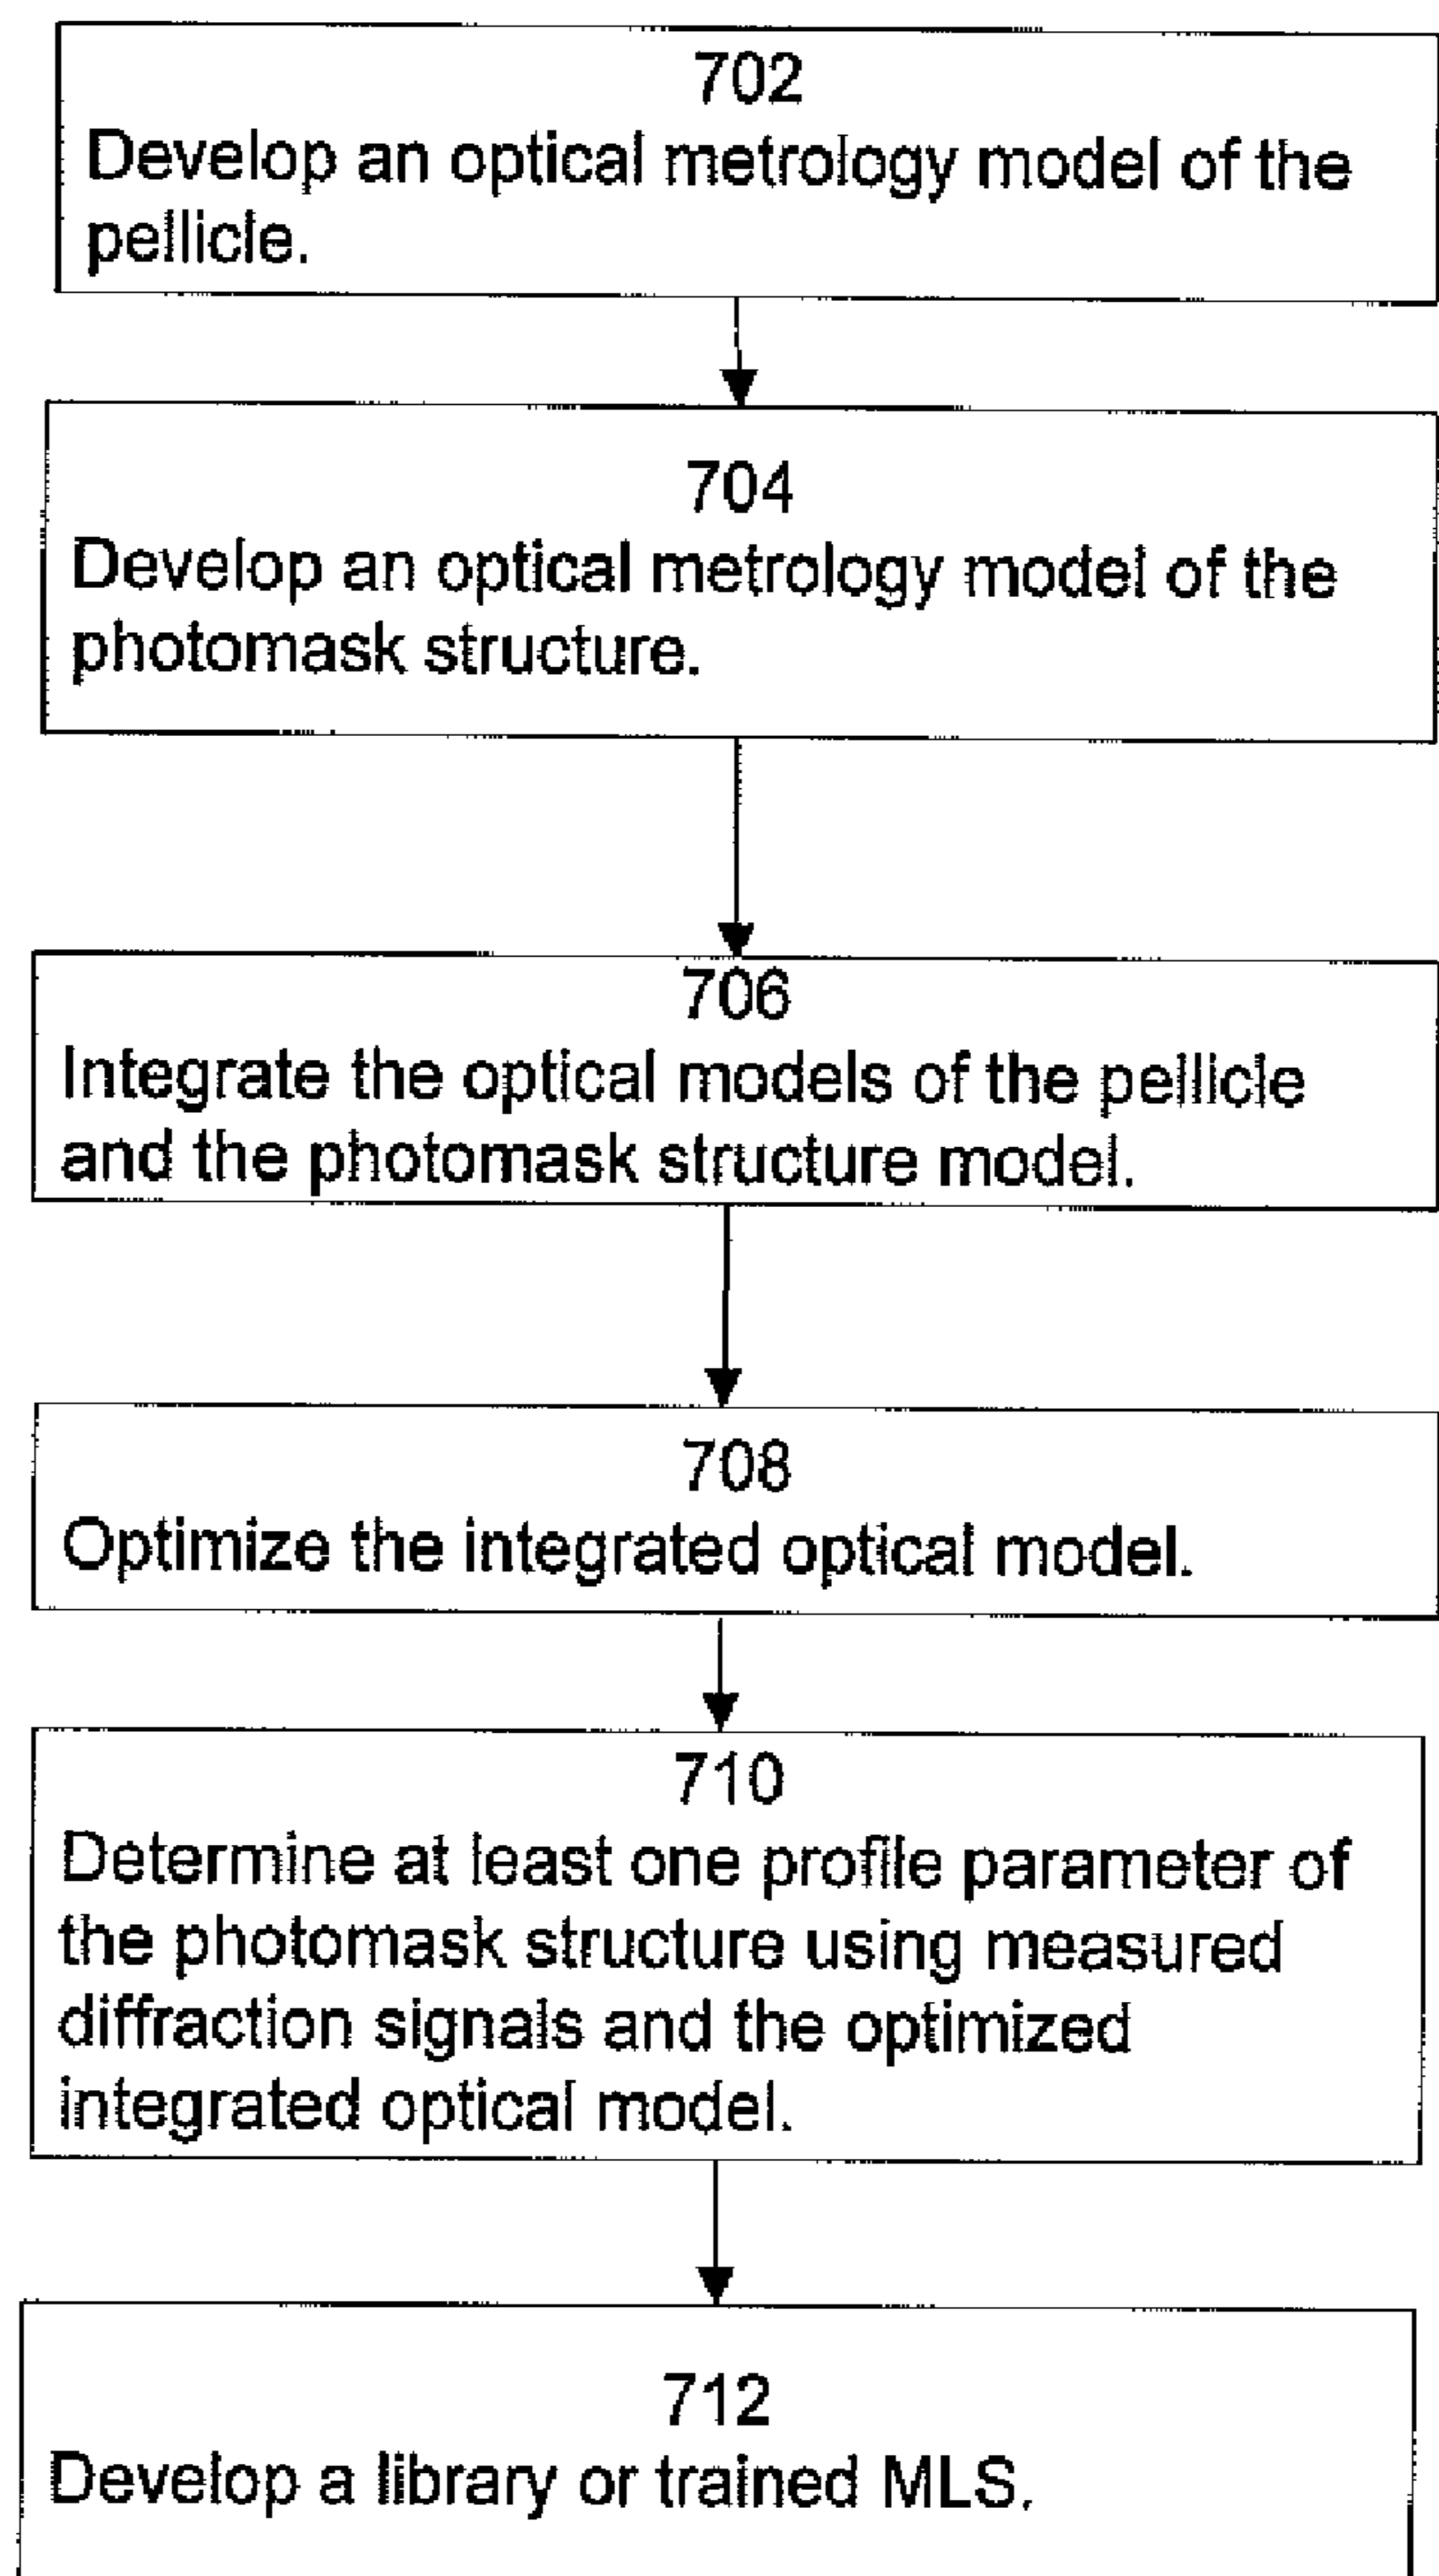 702
Develop an optical metrology model of the
pellicle.
704
Develop an optical metrology model of the
photomask structure.
706
Integrate the optical models of the pellicle
and the photomask structure model.
708
Optimize the integrated optical model.
710
Determine at least one profile parameter of
the photomask structure using measured
diffraction signals and the optimized
integrated optical model.
712
Develop a library or trained MLS.